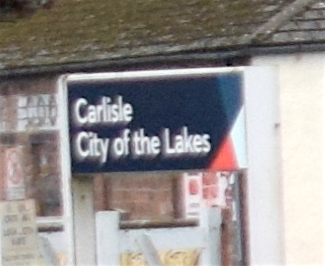 Carlisle
City of the Lakes